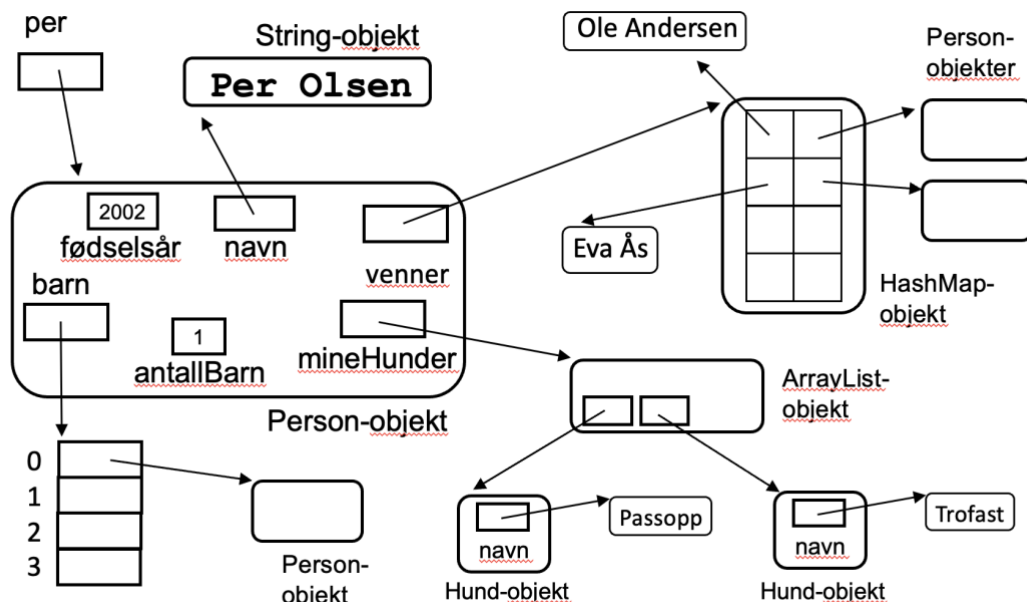 per
String-objekt
Per Olsen
Ole Andersen
Person-
objekter
2002
fødselsår
navn
venner
Eva Ås
HashMap-
objekt
barn
1
antallBarn
mineHunder
Person-objekt
ArrayList-
objekt
0
1
2
3
Person-
objekt
navn
Hund-objekt
Passopp
navn
Hund-objekt
Trofast